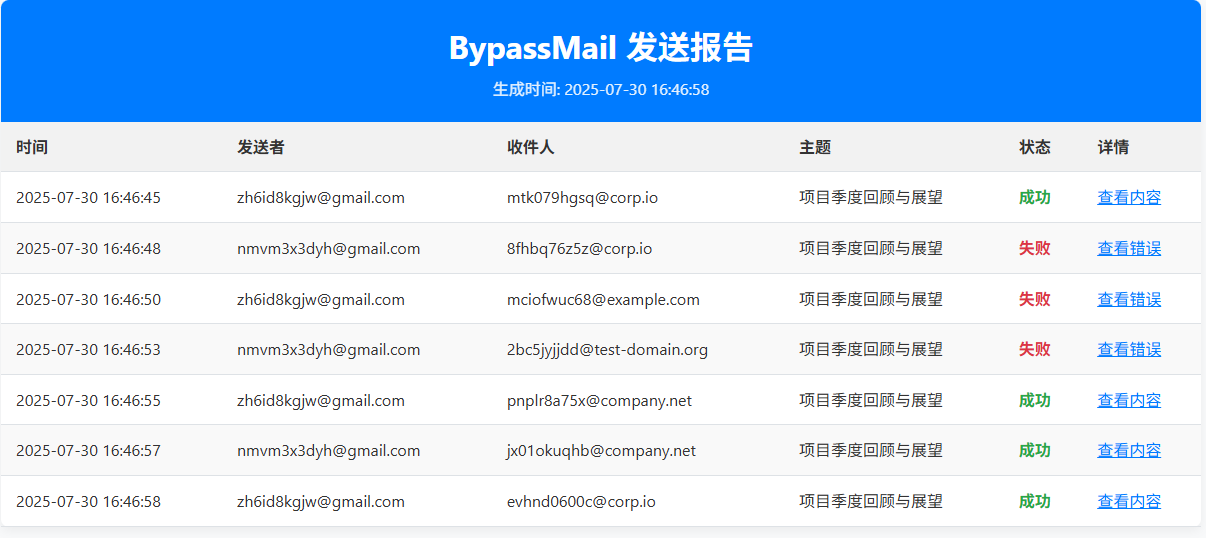 BypassMail 发送报告
生成时间: 2025-07-30 16:46:58
时间 发送者 收件人 主题 状态 详情
2025-07-30 16:46:45 zh6id8kgjw@gmail.com mtk079hgsq@corp.io 项目季度回顾与展望 成功 查看内容
2025-07-30 16:46:48 nmvm3x3dyh@gmail.com 8fhbq76z5z@corp.io 项目季度回顾与展望 失败 查看错误
2025-07-30 16:46:50 zh6id8kgjw@gmail.com mciofwuc68@example.com 项目季度回顾与展望 失败 查看错误
2025-07-30 16:46:53 nmvm3x3dyh@gmail.com 2bc5jyjjdd@test-domain.org 项目季度回顾与展望 失败 查看错误
2025-07-30 16:46:55 zh6id8kgjw@gmail.com pnplr8a75x@company.net 项目季度回顾与展望 成功 查看内容
2025-07-30 16:46:57 nmvm3x3dyh@gmail.com jx01okuqhb@company.net 项目季度回顾与展望 成功 查看内容
2025-07-30 16:46:58 zh6id8kgjw@gmail.com evhnd0600c@corp.io 项目季度回顾与展望 成功 查看内容